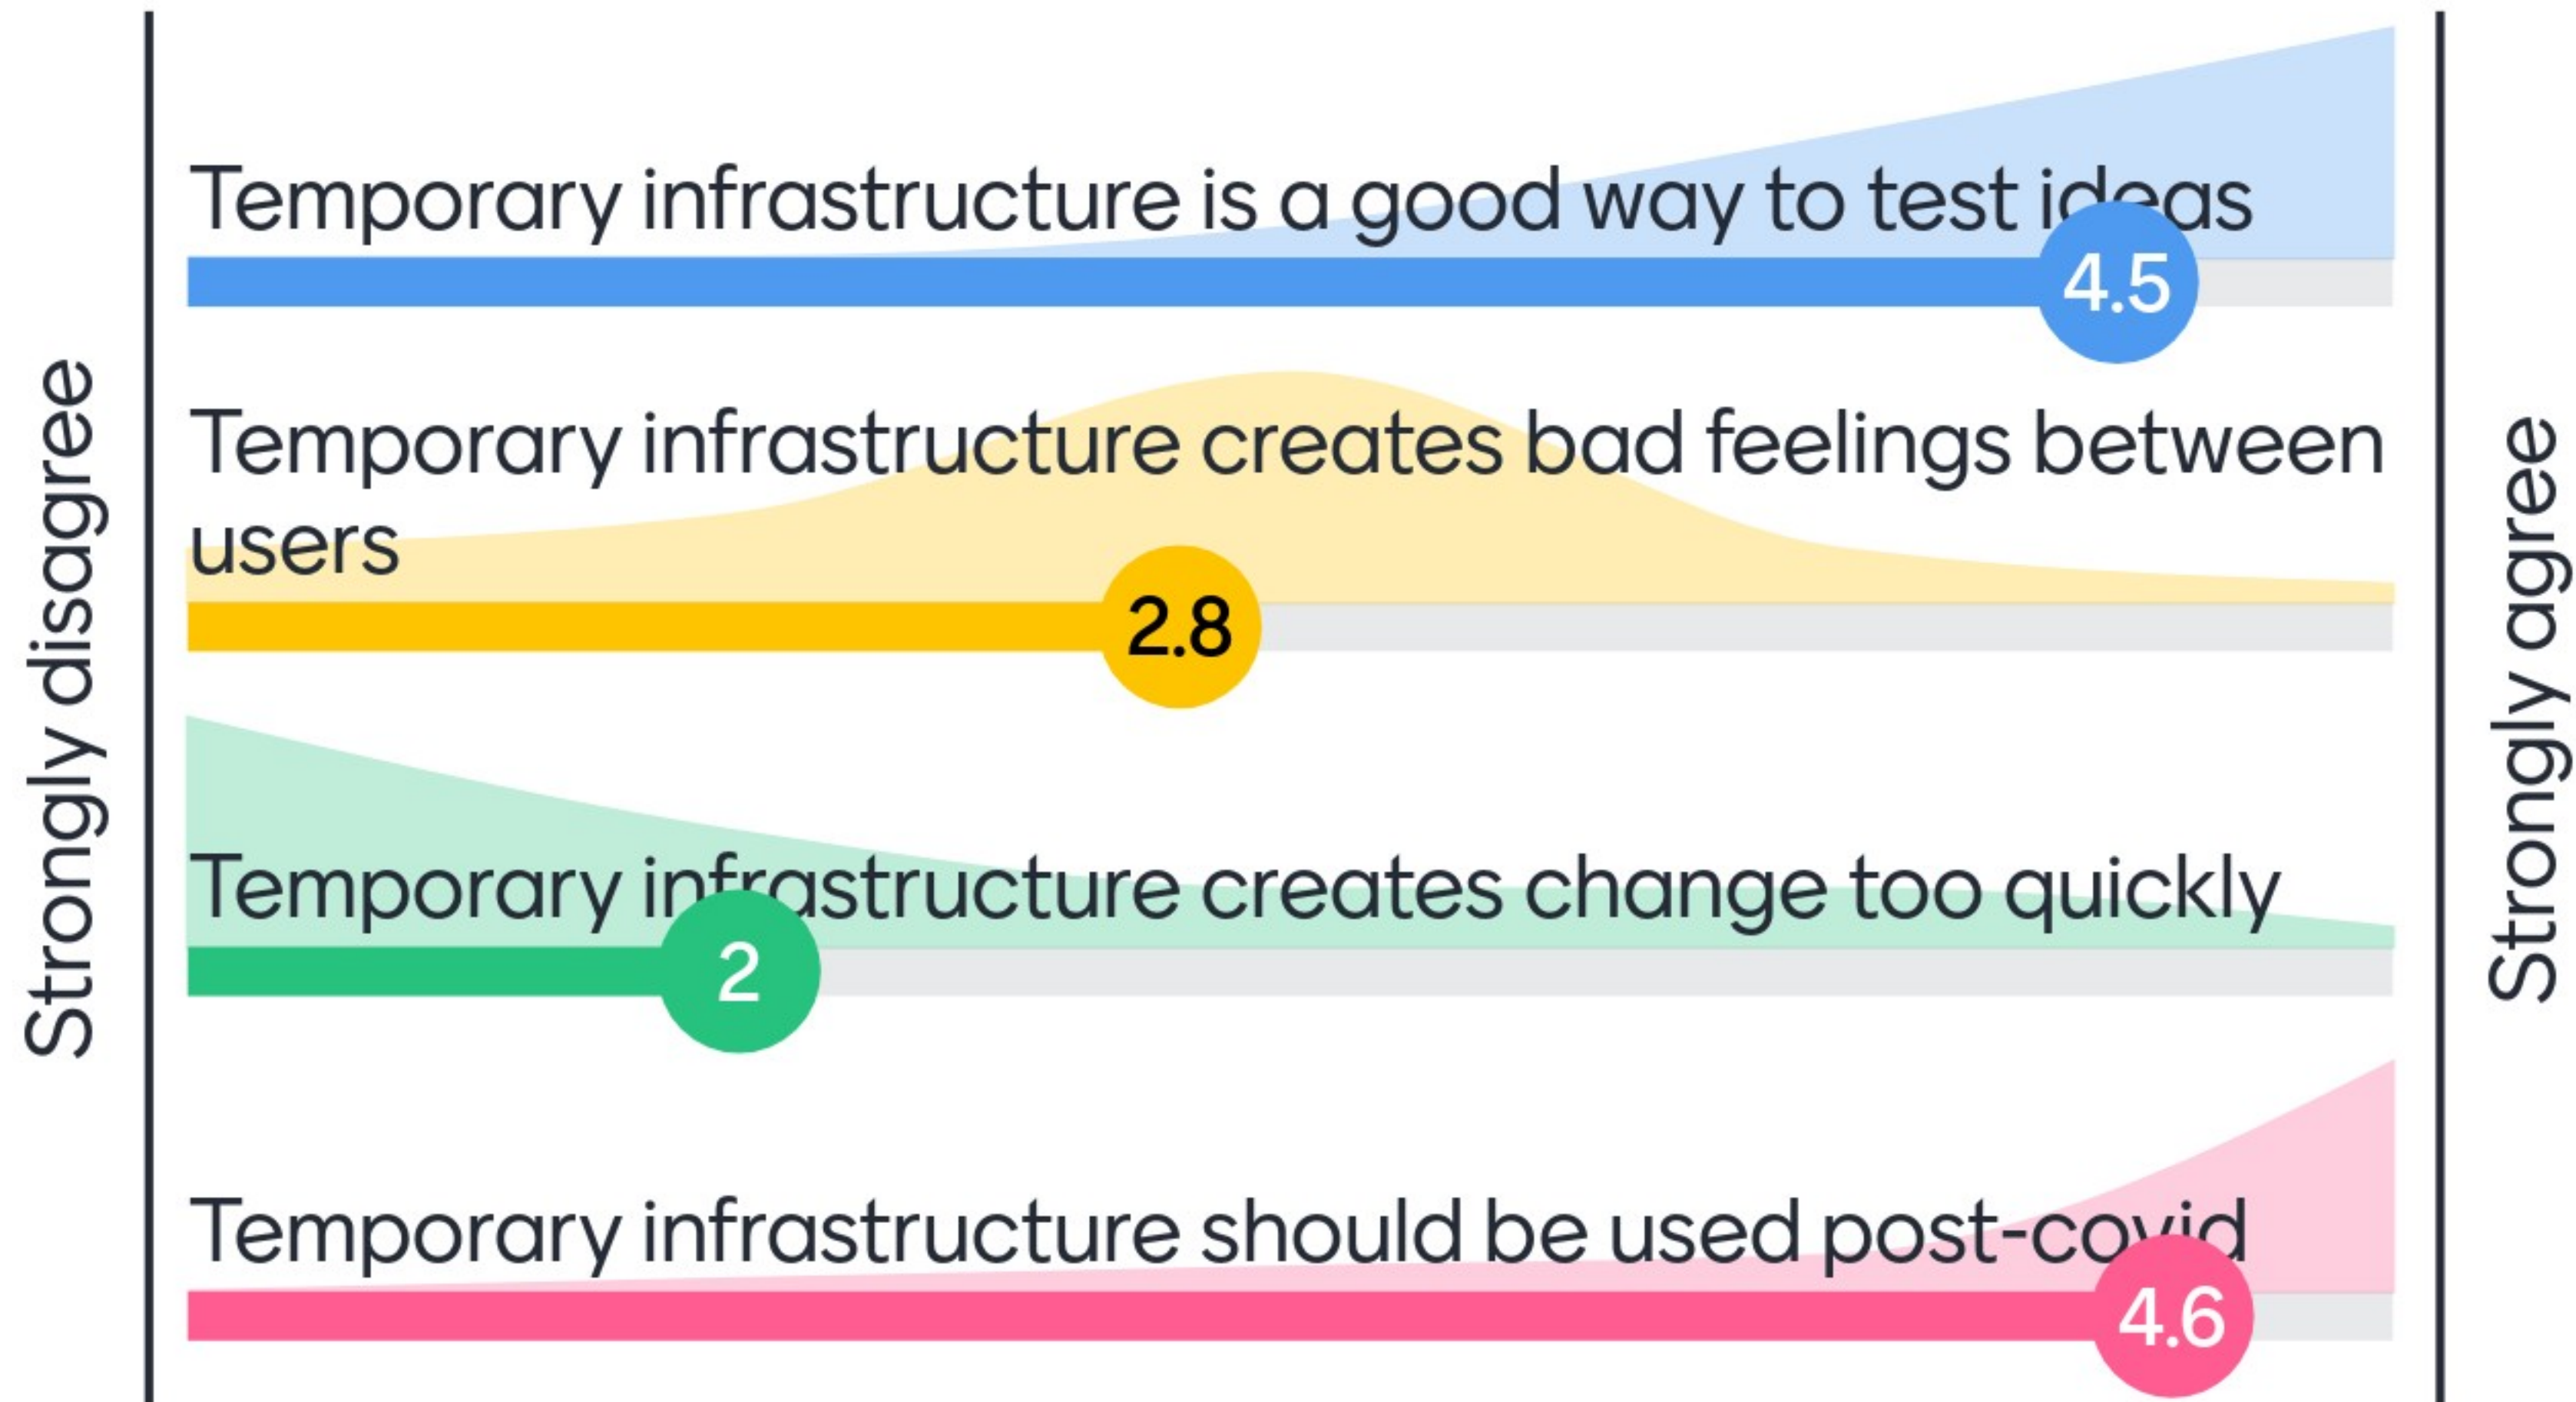 Strongly disagree
Temporary infrastructure is a good way to test ideas
4.5
Temporary infrastructure creates bad feelings between
users
2.8
Temporary infrastructure creates change too quickly
2
Temporary infrastructure should be used post-covid
4.6
Strongly agree